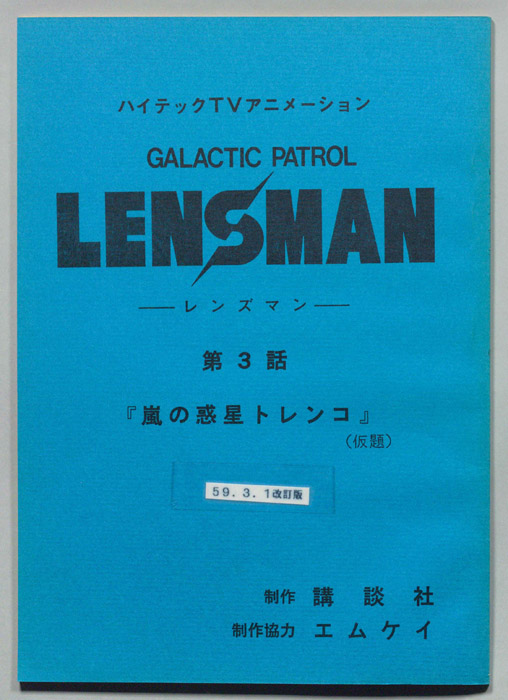 ハイテックTVアニメーション
GALACTIC PATROL
LENSMAN
— レンズマン —
第3話
『嵐の惑星トレンコ』
(仮題)
59.3.1改訂版
制作 講談社
制作協力 エムケイ